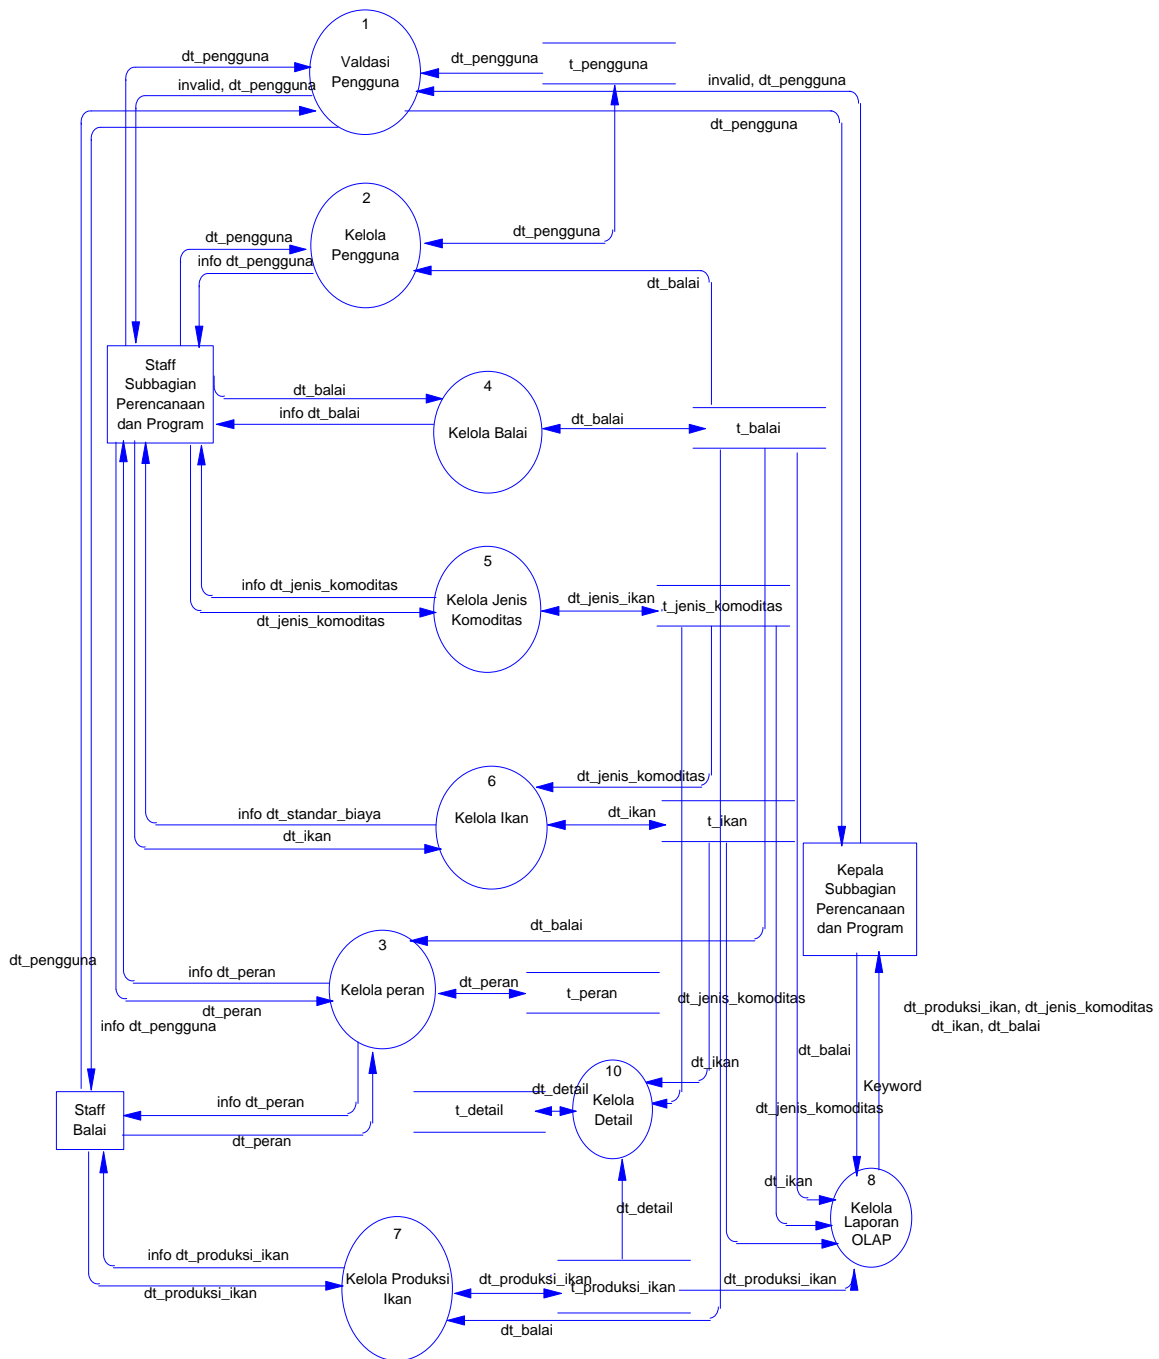 1
Valdasi
Pengguna
dt_pengguna
dt_pengguna
t_pengguna
invalid, dt_pengguna
invalid, dt_pengguna
dt_pengguna
2
Kelola
Pengguna
dt_pengguna
dt_pengguna
info dt_pengguna
dt_balai
Staff
Subbagian
Perencanaan
dan Program
4
Kelola Balai
dt_balai
info dt_balai
dt_balai
t_balai
5
Kelola Jenis
Komoditas
info dt_jenis_komoditas
dt_jenis_komoditas
dt_jenis_ikan
t_jenis_komoditas
dt_jenis_komoditas
6
Kelola Ikan
info dt_standar_biaya
dt_ikan
dt_ikan
t_ikan
Kepala
Subbagian
Perencanaan
dan Program
dt_balai
3
Kelola peran
dt_pengguna
info dt_peran
dt_peran
dt_peran
t_peran
dt_jenis_komoditas
info dt_pengguna
dt_produksi_ikan, dt_jenis_komoditas
dt_ikan, dt_balai
dt_balai
dt_ikan
10
Kelola
Detail
dt_detail
t_detail
Keyword
Staff
Balai
info dt_peran
dt_peran
dt_jenis_komoditas
dt_ikan
8
Kelola
Laporan
OLAP
dt_detail
7
Kelola Produksi
Ikan
info dt_produksi_ikan
dt_produksi_ikan
dt_produksi_ikan
t_produksi_ikan
dt_produksi_ikan
dt_balai